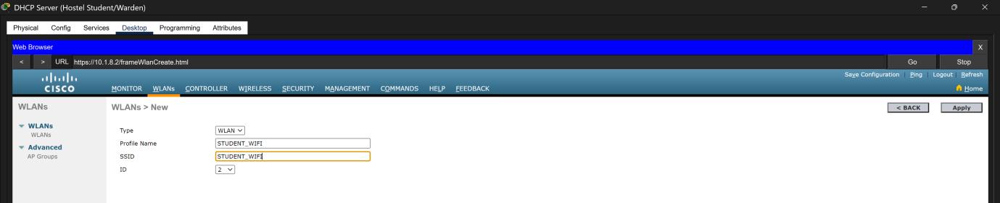 DHCP Server (Hostel Student/Warden)
Physical Config Services Desktop Programming Attributes
Web Browser X
< > URL https://10.1.8.2/frameWlanCreate.html Go Stop
Save Configuration | Ping | Logout | Refresh
CISCO MONITOR WLANs CONTROLLER WIRELESS SECURITY MANAGEMENT COMMANDS HELP FEEDBACK Home
WLANs WLANs > New < BACK Apply
WLANs Type WLAN
WLANs
Profile Name STUDENT_WIFI
Advanced
AP Groups SSID STUDENT_WIFI
ID 2